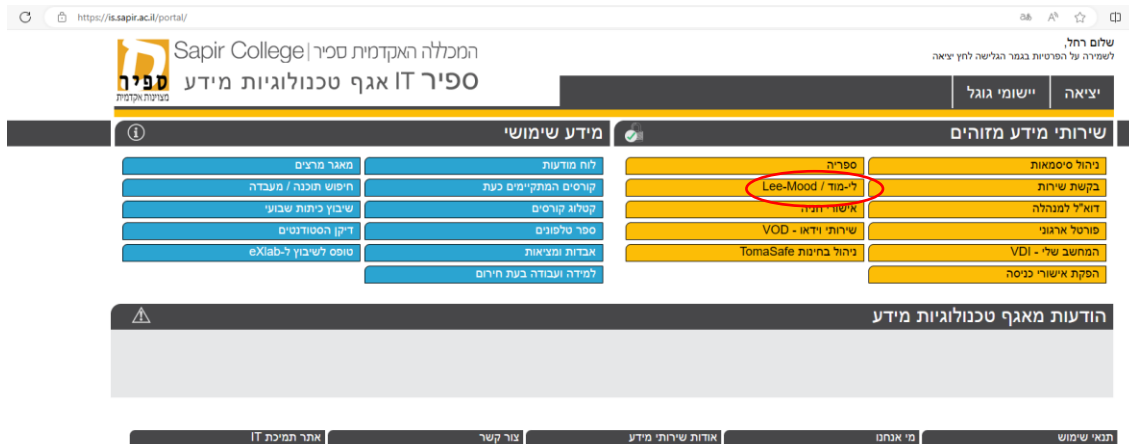 https://is.sapir.ac.il/portal/
שלום רחל,
לשמירה על הפרטיות בגמר הגלישה לחץ יציאה
המכללה האקדמית ספיר | Sapir College
ספיר IT אגף טכנולוגיות מידע
ספיר
מצוינות אקדמית
יציאה
יישומי גוגל
שירותי מידע מזוהים
ניהול סיסמאות
ספריה
בקשת שירות
לי-מוד / Lee-Mood
דוא"ל למנהלה
אישורי חניה
פורטל ארגוני
שירותי וידאו - VOD
המחשב שלי - VDI
ניהול בחינות TomaSafe
הפקת אישורי כניסה
מידע שימושי
לוח מודעות
מאגר מרצים
קורסים המתקיימים כעת
חיפוש תוכנה / מעבדה
קטלוג קורסים
שיבוץ כיתות שבועי
ספר טלפונים
דיקן הסטודנטים
אבדות ומציאות
טופס לשיבוץ ל-eXlab
למידה ועבודה בעת חירום
הודעות מאגף טכנולוגיות מידע
תנאי שימוש
מי אנחנו
אודות שירותי מידע
צור קשר
אתר תמיכת IT